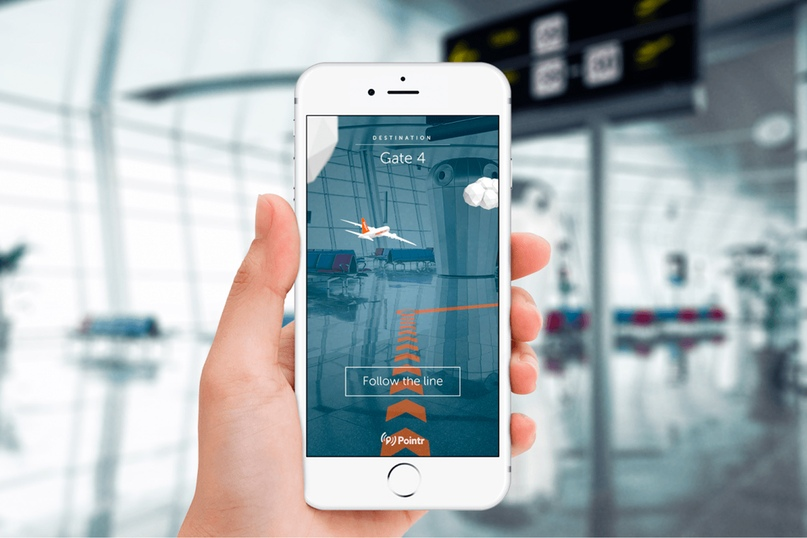 DESTINATION
Gate 4
Follow the line
Pointr